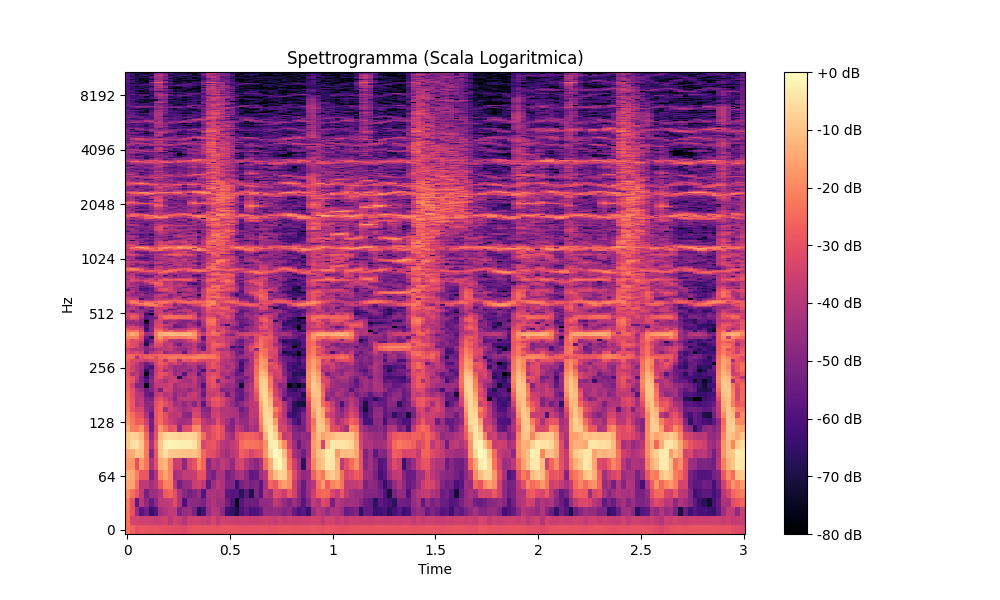 Spettrogramma (Scala Logaritmica)
Hz
8192
4096
2048
1024
512
256
128
64
0
0 0.5 1 1.5 2 2.5 3
Time
+0 dB
-10 dB
-20 dB
-30 dB
-40 dB
-50 dB
-60 dB
-70 dB
-80 dB